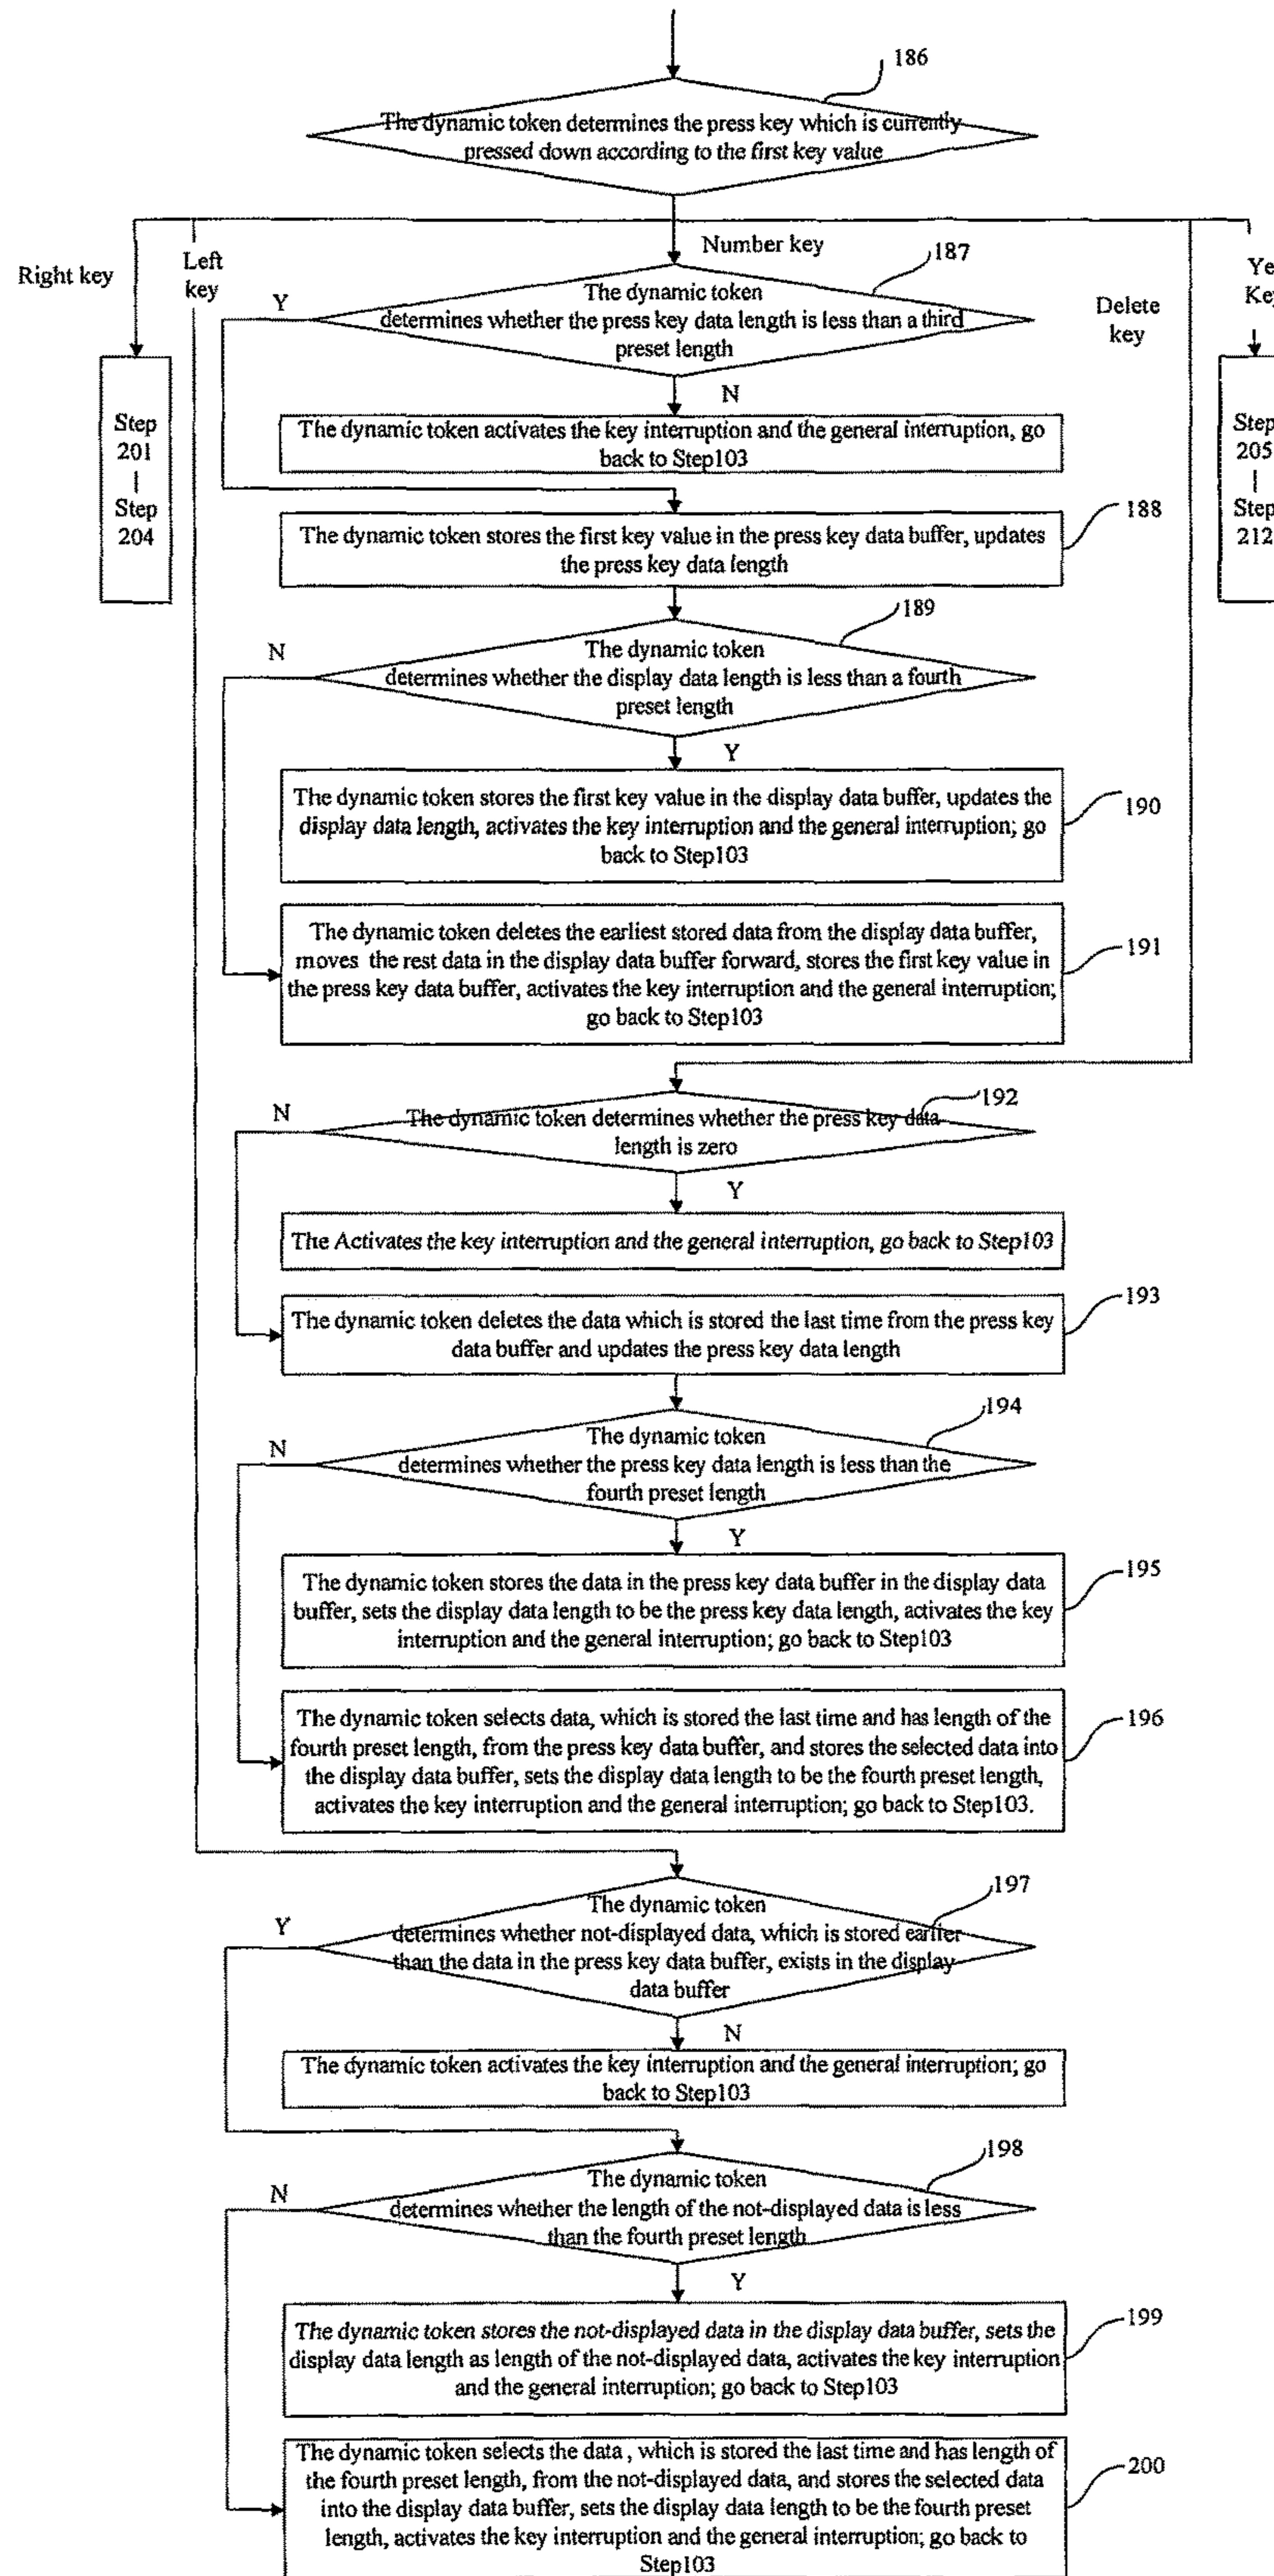 186
The dynamic token determines the press key which is currently
pressed down according to the first key value
Right key
Left
key
Number key
Delete
key
Ye
Key
187
Y
The dynamic token
determines whether the press key data length is less than a third
preset length
N
The dynamic token activates the key interruption and the general interruption, go
back to Step103
Step
201
|
Step
204
Step
205
|
Step
212
188
The dynamic token stores the first key value in the press key data buffer, updates
the press key data length
189
N
The dynamic token
determines whether the display data length is less than a fourth
preset length
Y
The dynamic token stores the first key value in the display data buffer, updates the
display data length, activates the key interruption and the general interruption; go
back to Step103
190
The dynamic token deletes the earliest stored data from the display data buffer,
moves the rest data in the display data buffer forward, stores the first key value in
the press key data buffer, activates the key interruption and the general interruption;
go back to Step103
191
192
N
The dynamic token determines whether the press key data
length is zero
Y
The Activates the key interruption and the general interruption, go back to Step103
193
The dynamic token deletes the data which is stored the last time from the press key
data buffer and updates the press key data length
194
N
The dynamic token
determines whether the press key data length is less than the
fourth preset length
Y
The dynamic token stores the data in the press key data buffer in the display data
buffer, sets the display data length to be the press key data length, activates the key
interruption and the general interruption; go back to Step103
195
The dynamic token selects data, which is stored the last time and has length of the
fourth preset length, from the press key data buffer, and stores the selected data into
the display data buffer, sets the display data length to be the fourth preset length,
activates the key interruption and the general interruption; go back to Step103.
196
197
Y
The dynamic token
determines whether not-displayed data, which is stored earlier
than the data in the press key data buffer, exists in the display
data buffer
N
The dynamic token activates the key interruption and the general interruption; go
back to Step103
198
N
The dynamic token
determines whether the length of the not-displayed data is less
than the fourth preset length
Y
The dynamic token stores the not-displayed data in the display data buffer, sets the
display data length as length of the not-displayed data, activates the key interruption
and the general interruption; go back to Step103
199
The dynamic token selects the data , which is stored the last time and has length of
the fourth preset length, from the not-displayed data, and stores the selected data
into the display data buffer, sets the display data length to be the fourth preset
length, activates the key interruption and the general interruption; go back to
Step103
200